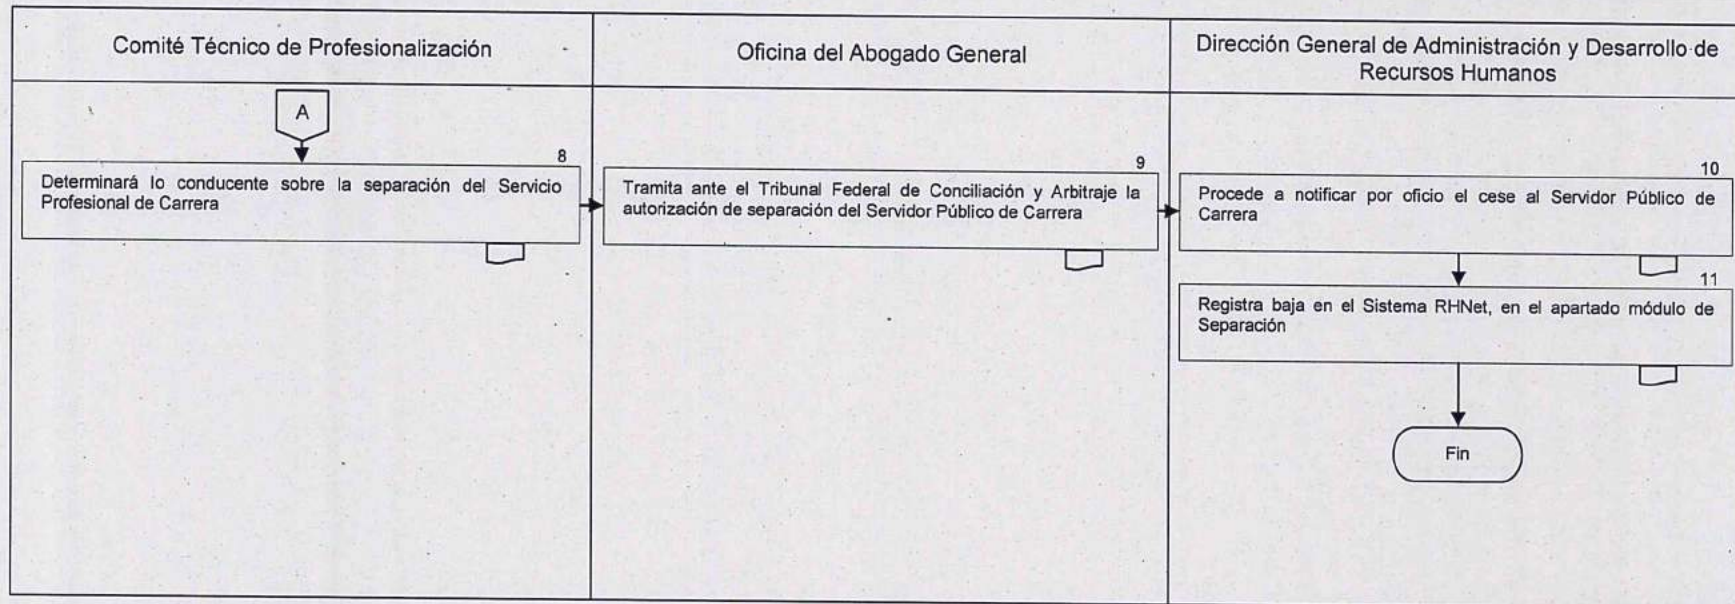 Comité Técnico de Profesionalización
Oficina del Abogado General
Dirección General de Administración y Desarrollo de
Recursos Humanos
A
8
Determinará lo conducente sobre la separación del Servicio
Profesional de Carrera
9
Tramita ante el Tribunal Federal de Conciliación y Arbitraje la
autorización de separación del Servidor Público de Carrera
10
Procede a notificar por oficio el cese al Servidor Público de
Carrera
11
Registra baja en el Sistema RHNet, en el apartado módulo de
Separación
Fin